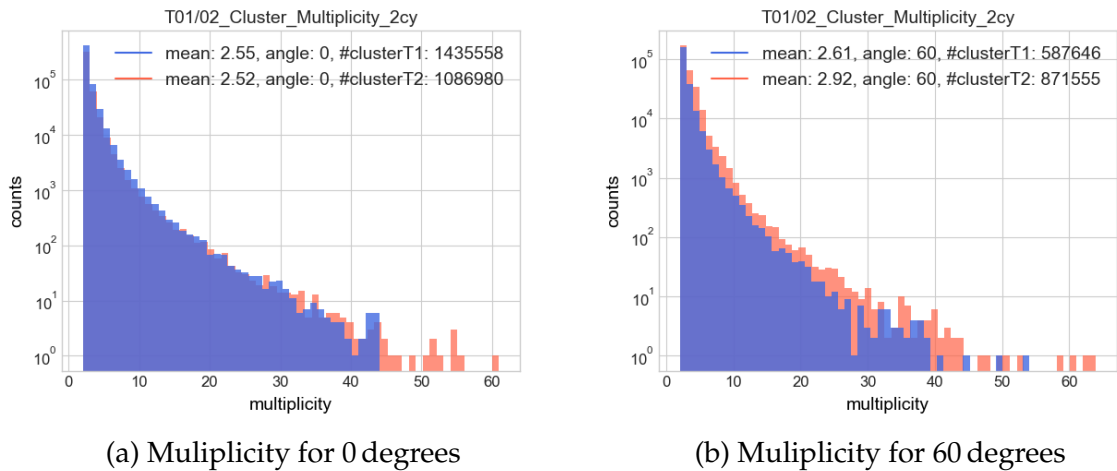 T01/02_Cluster_Multiplicity_2cy
mean: 2.55, angle: 0, #clusterT1: 1435558
mean: 2.52, angle: 0, #clusterT2: 1086980
counts
10^5
10^4
10^3
10^2
10^1
10^0
0 10 20 30 40 50 60
multiplicity
(a) Muliplicity for 0 degrees
T01/02_Cluster_Multiplicity_2cy
mean: 2.61, angle: 60, #clusterT1: 587646
mean: 2.92, angle: 60, #clusterT2: 871555
counts
10^5
10^4
10^3
10^2
10^1
10^0
0 10 20 30 40 50 60
multiplicity
(b) Muliplicity for 60 degrees